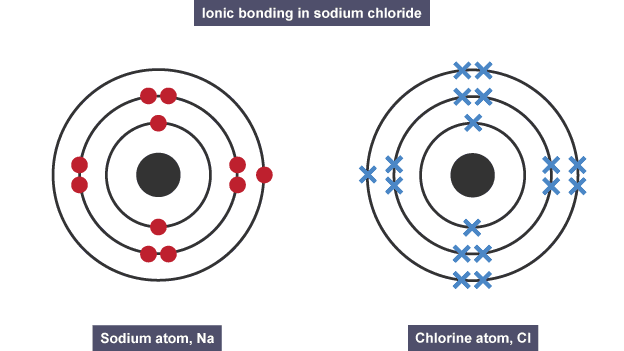 Ionic bonding in sodium chloride
Sodium atom, Na
Chlorine atom, Cl